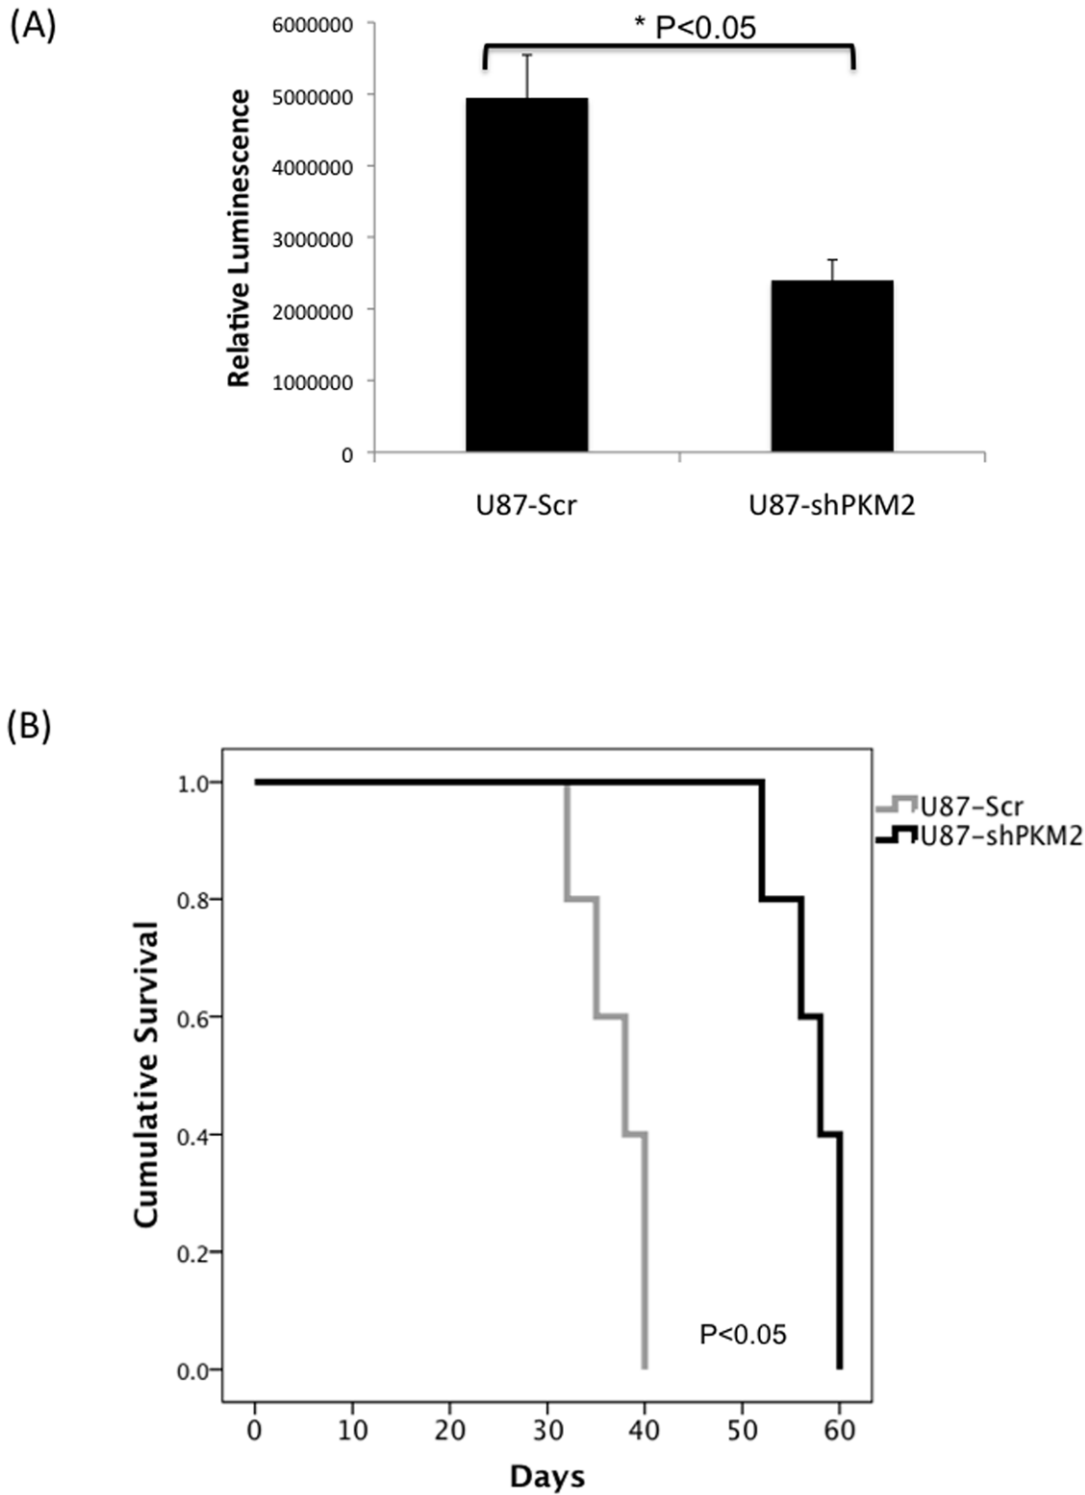 (A)
* P<0.05
6000000
5000000
4000000
3000000
2000000
1000000
0
Relative Luminescence
U87-Scr
U87-shPKM2
(B)
1.0
0.8
0.6
0.4
0.2
0.0
Cumulative Survival
U87-Scr
U87-shPKM2
P<0.05
0 10 20 30 40 50 60
Days